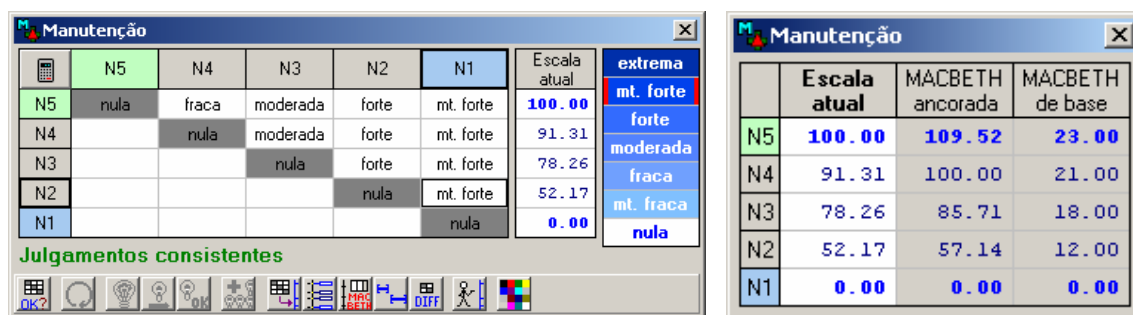 Manutenção
N5 N4 N3 N2 N1 Escala atual
N5 nula fraca moderada forte mt. forte 100.00
N4 nula moderada forte mt. forte 91.31
N3 nula forte mt. forte 78.26
N2 nula mt. forte 52.17
N1 nula 0.00
extrema
mt. forte
forte
moderada
fraca
mt. fraca
nula
Julgamentos consistentes
OK? OK MAC BETH DIFF
Manutenção
Escala atual MACBETH ancorada MACBETH de base
N5 100.00 109.52 23.00
N4 91.31 100.00 21.00
N3 78.26 85.71 18.00
N2 52.17 57.14 12.00
N1 0.00 0.00 0.00